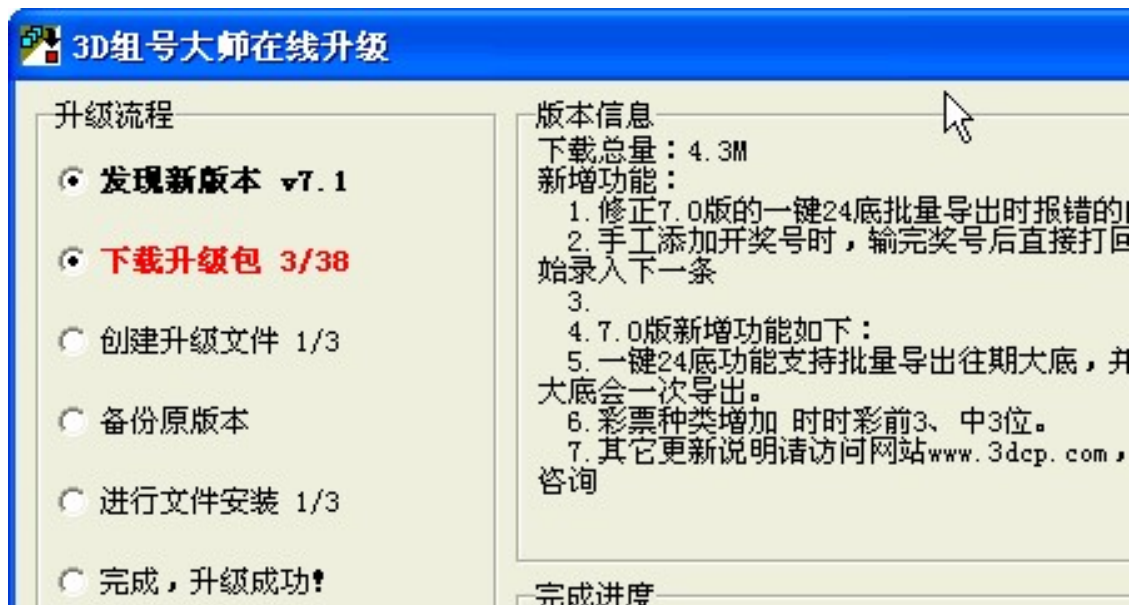 3D组号大师在线升级
升级流程
发现新版本 v7.1
下载升级包 3/38
创建升级文件 1/3
备份原版本
进行文件安装 1/3
完成，升级成功！
版本信息
下载总量：4.3M
新增功能：
1.修正7.0版的一键24底批量导出时报错的
2.手工添加开奖号时，输完奖号后直接打回
始录入下一条
3.
4.7.0版新增功能如下：
5.一键24底功能支持批量导出往期大底，并
大底会一次导出。
6.彩票种类增加 时时彩前3、中3位。
7.其它更新说明请访问网站www.3dcp.com，
咨询
完成进度